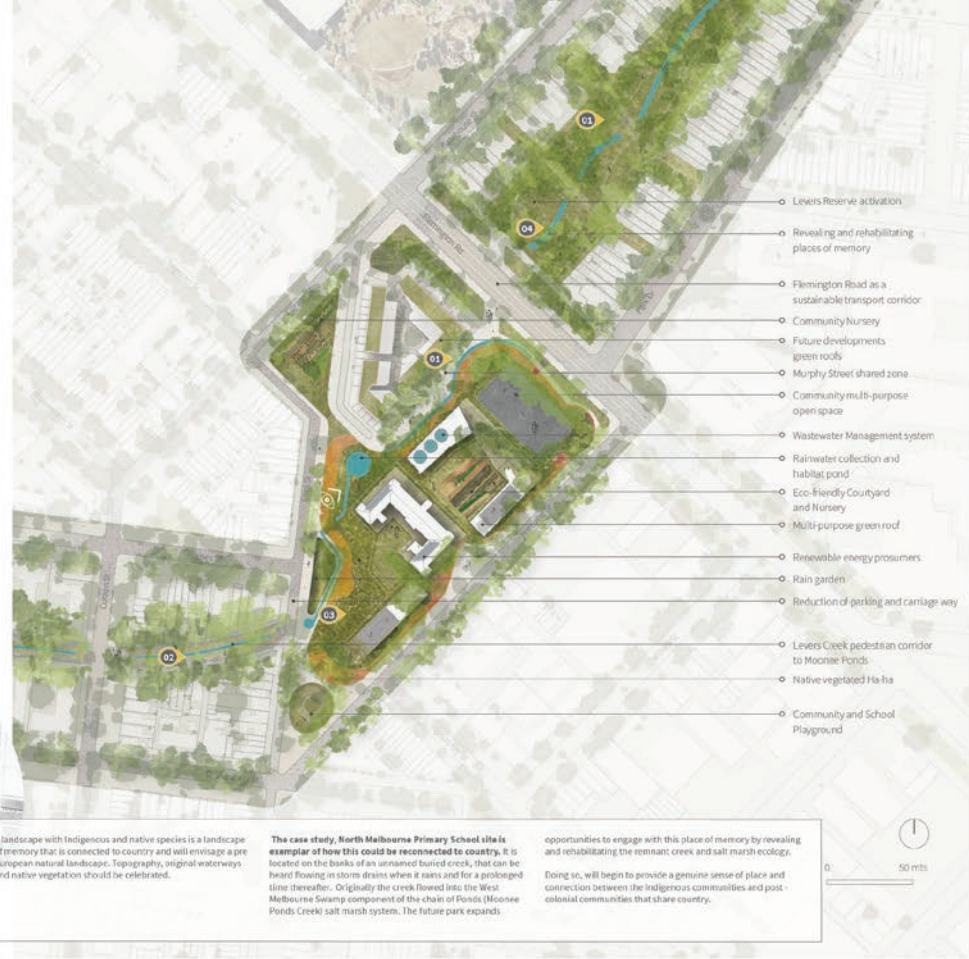 01
04
Flemington Rd
Levers Reserve activation
Revealing and rehabilitating
places of memory
Flemington Road as a
sustainable transport corridor
Community Nursery
Future developments
green roofs
01
Murphy Street shared zone
Community multi-purpose
open space
Wastewater Management system
Rainwater collection and
habitat pond
Eco-friendly Courtyard
and Nursery
Multi-purpose green roof
Renewable energy prosumers
Rain garden
Reduction of parking and carriage way
03
02
Levers Creek pedestrian corridor
to Moonee Ponds
Native vegetated Ha-ha
Community and School
Playground
landscape with Indigenous and native species is a landscape
f memory that is connected to country and will envisage a pre
uropean natural landscape. Topography, original waterways
nd native vegetation should be celebrated.
The case study, North Melbourne Primary School site is
exemplar of how this could be reconnected to country. It is
located on the banks of an unnamed buried creek, that can be
heard flowing in storm drains when it rains and for a prolonged
time thereafter. Originally the creek flowed into the West
Melbourne Swamp component of the chain of Ponds (Moonee
Ponds Creek) salt marsh system. The future park expands
opportunities to engage with this place of memory by revealing
and rehabilitating the remnant creek and salt marsh ecology.
Doing so, will begin to provide a genuine sense of place and
connection between the indigenous communities and post -
colonial communities that share country.
0
50 mts